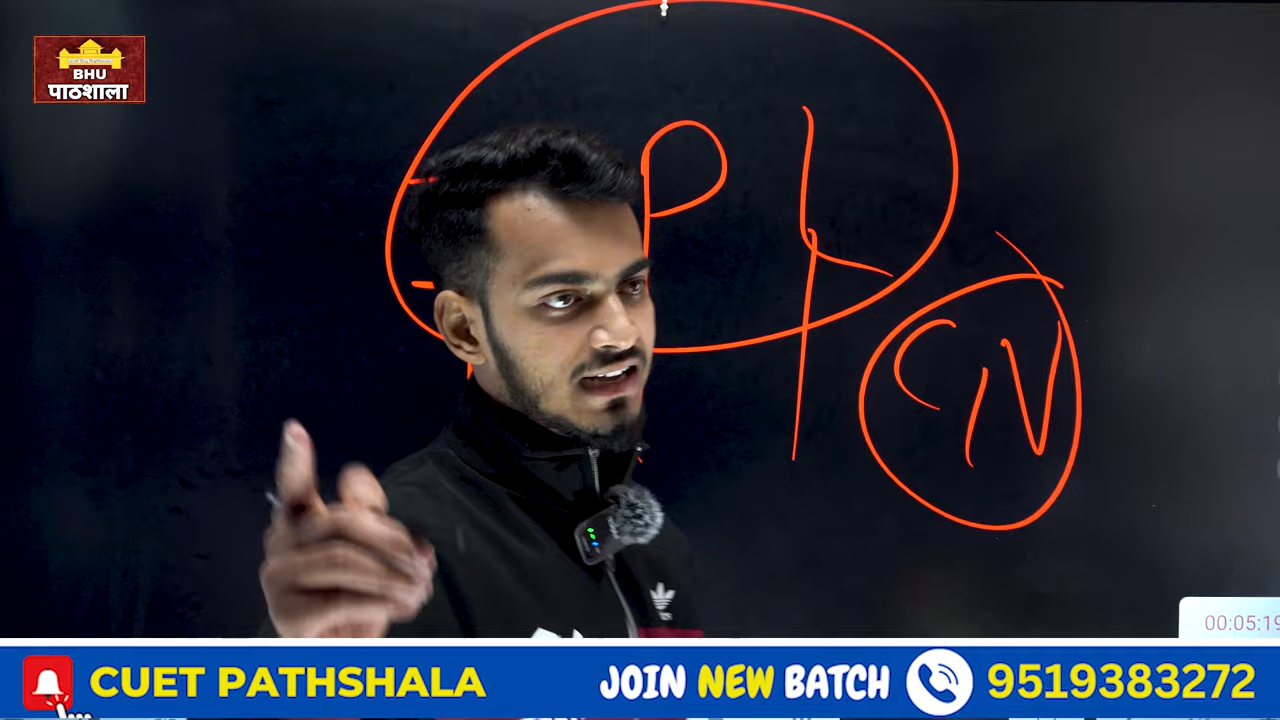 BHU
पाठशाला
P
CN
00:05:19
CUET PATHSHALA
JOIN NEW BATCH
9519383272